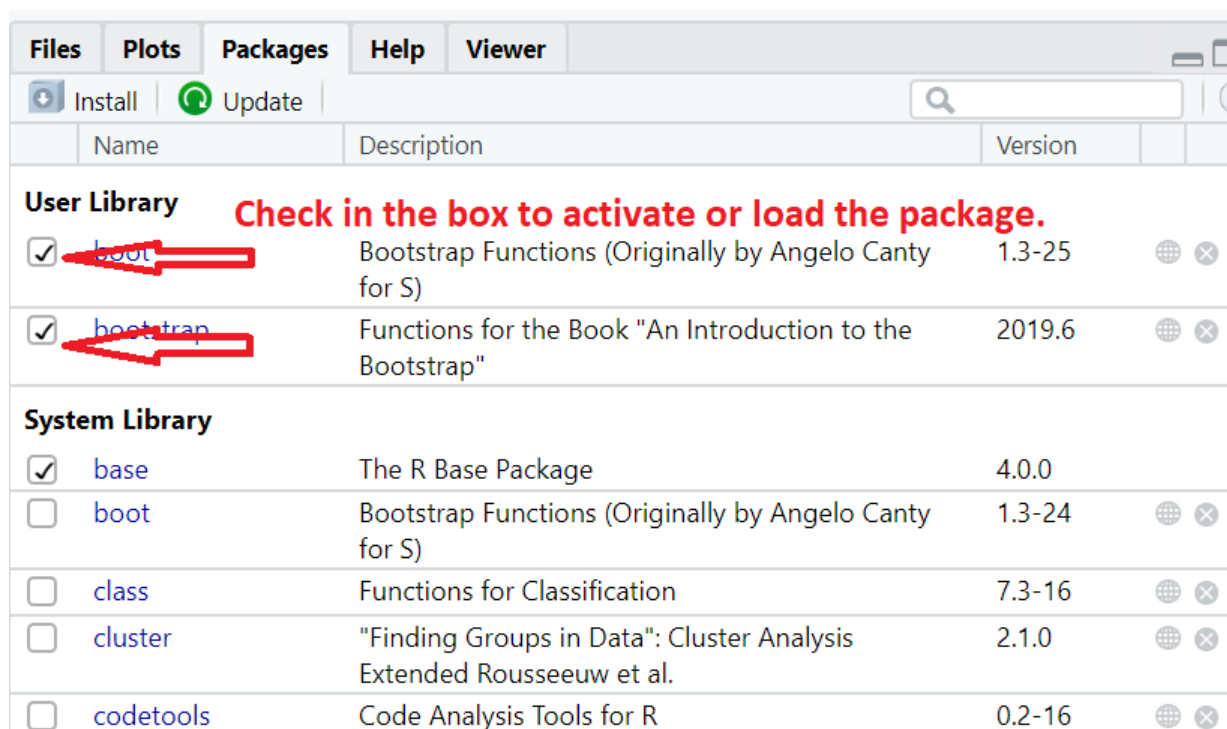 Files Plots Packages Help Viewer
Install Update
Name Description Version
User Library
Check in the box to activate or load the package.
boot Bootstrap Functions (Originally by Angelo Canty 1.3-25
for S)
bootstrap Functions for the Book "An Introduction to the 2019.6
Bootstrap"
System Library
base The R Base Package 4.0.0
boot Bootstrap Functions (Originally by Angelo Canty 1.3-24
for S)
class Functions for Classification 7.3-16
cluster "Finding Groups in Data": Cluster Analysis 2.1.0
Extended Rousseeuw et al.
codetools Code Analysis Tools for R 0.2-16